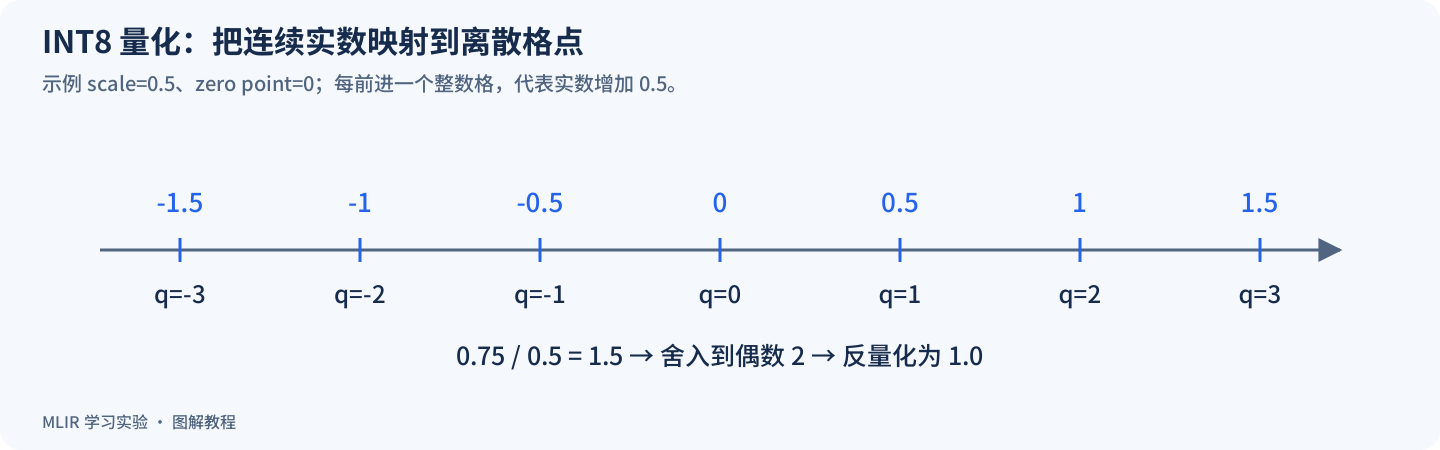 INT8 量化：把连续实数映射到离散格点
示例 scale=0.5、zero point=0；每前进一个整数格，代表实数增加 0.5。
-1.5 -1 -0.5 0 0.5 1 1.5
q=-3 q=-2 q=-1 q=0 q=1 q=2 q=3
0.75 / 0.5 = 1.5 → 舍入到偶数 2 → 反量化为 1.0
MLIR 学习实验 · 图解教程